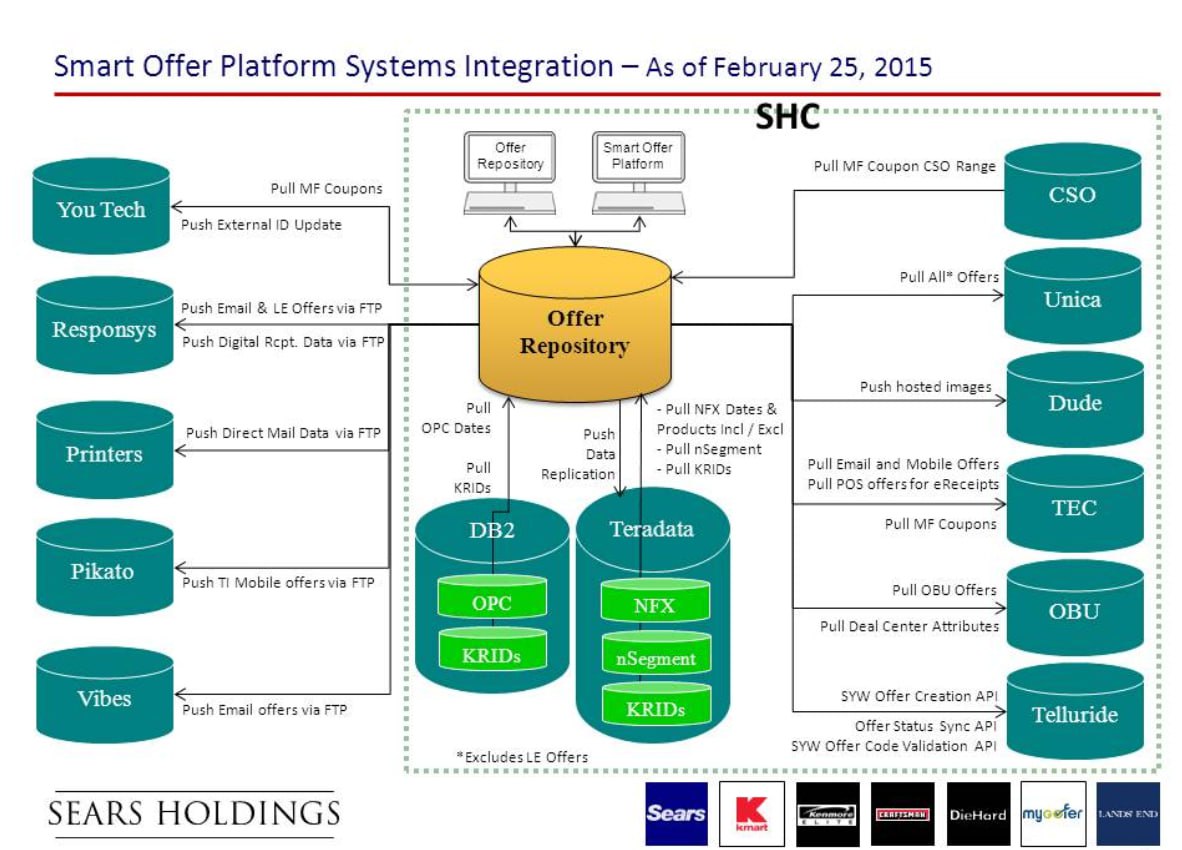 Smart Offer Platform Systems Integration – As of February 25, 2015
SHC
Offer
Repository
Smart Offer
Platform
You Tech
Pull MF Coupons
Push External ID Update
Responsys
Push Email & LE Offers via FTP
Push Digital Rcpt. Data via FTP
Printers
Push Direct Mail Data via FTP
Pikato
Push TI Mobile offers via FTP
Vibes
Push Email offers via FTP
Offer
Repository
Pull
OPC Dates
Pull
KRIDs
Push
Data
Replication
- Pull NFX Dates &
Products Incl / Excl
- Pull nSegment
- Pull KRIDs
DB2
OPC
KRIDs
Teradata
NFX
nSegment
KRIDs
*Excludes LE Offers
Pull MF Coupon CSO Range
CSO
Pull All* Offers
Unica
Push hosted images
Dude
Pull Email and Mobile Offers
Pull POS offers for eReceipts
Pull MF Coupons
TEC
Pull OBU Offers
Pull Deal Center Attributes
OBU
SYW Offer Creation API
Offer Status Sync API
SYW Offer Code Validation API
Telluride
SEARS HOLDINGS
Sears
K
kmart
Kenmore
ELITE
CRAFTSMAN
DieHard
mygofer
LANDS' END